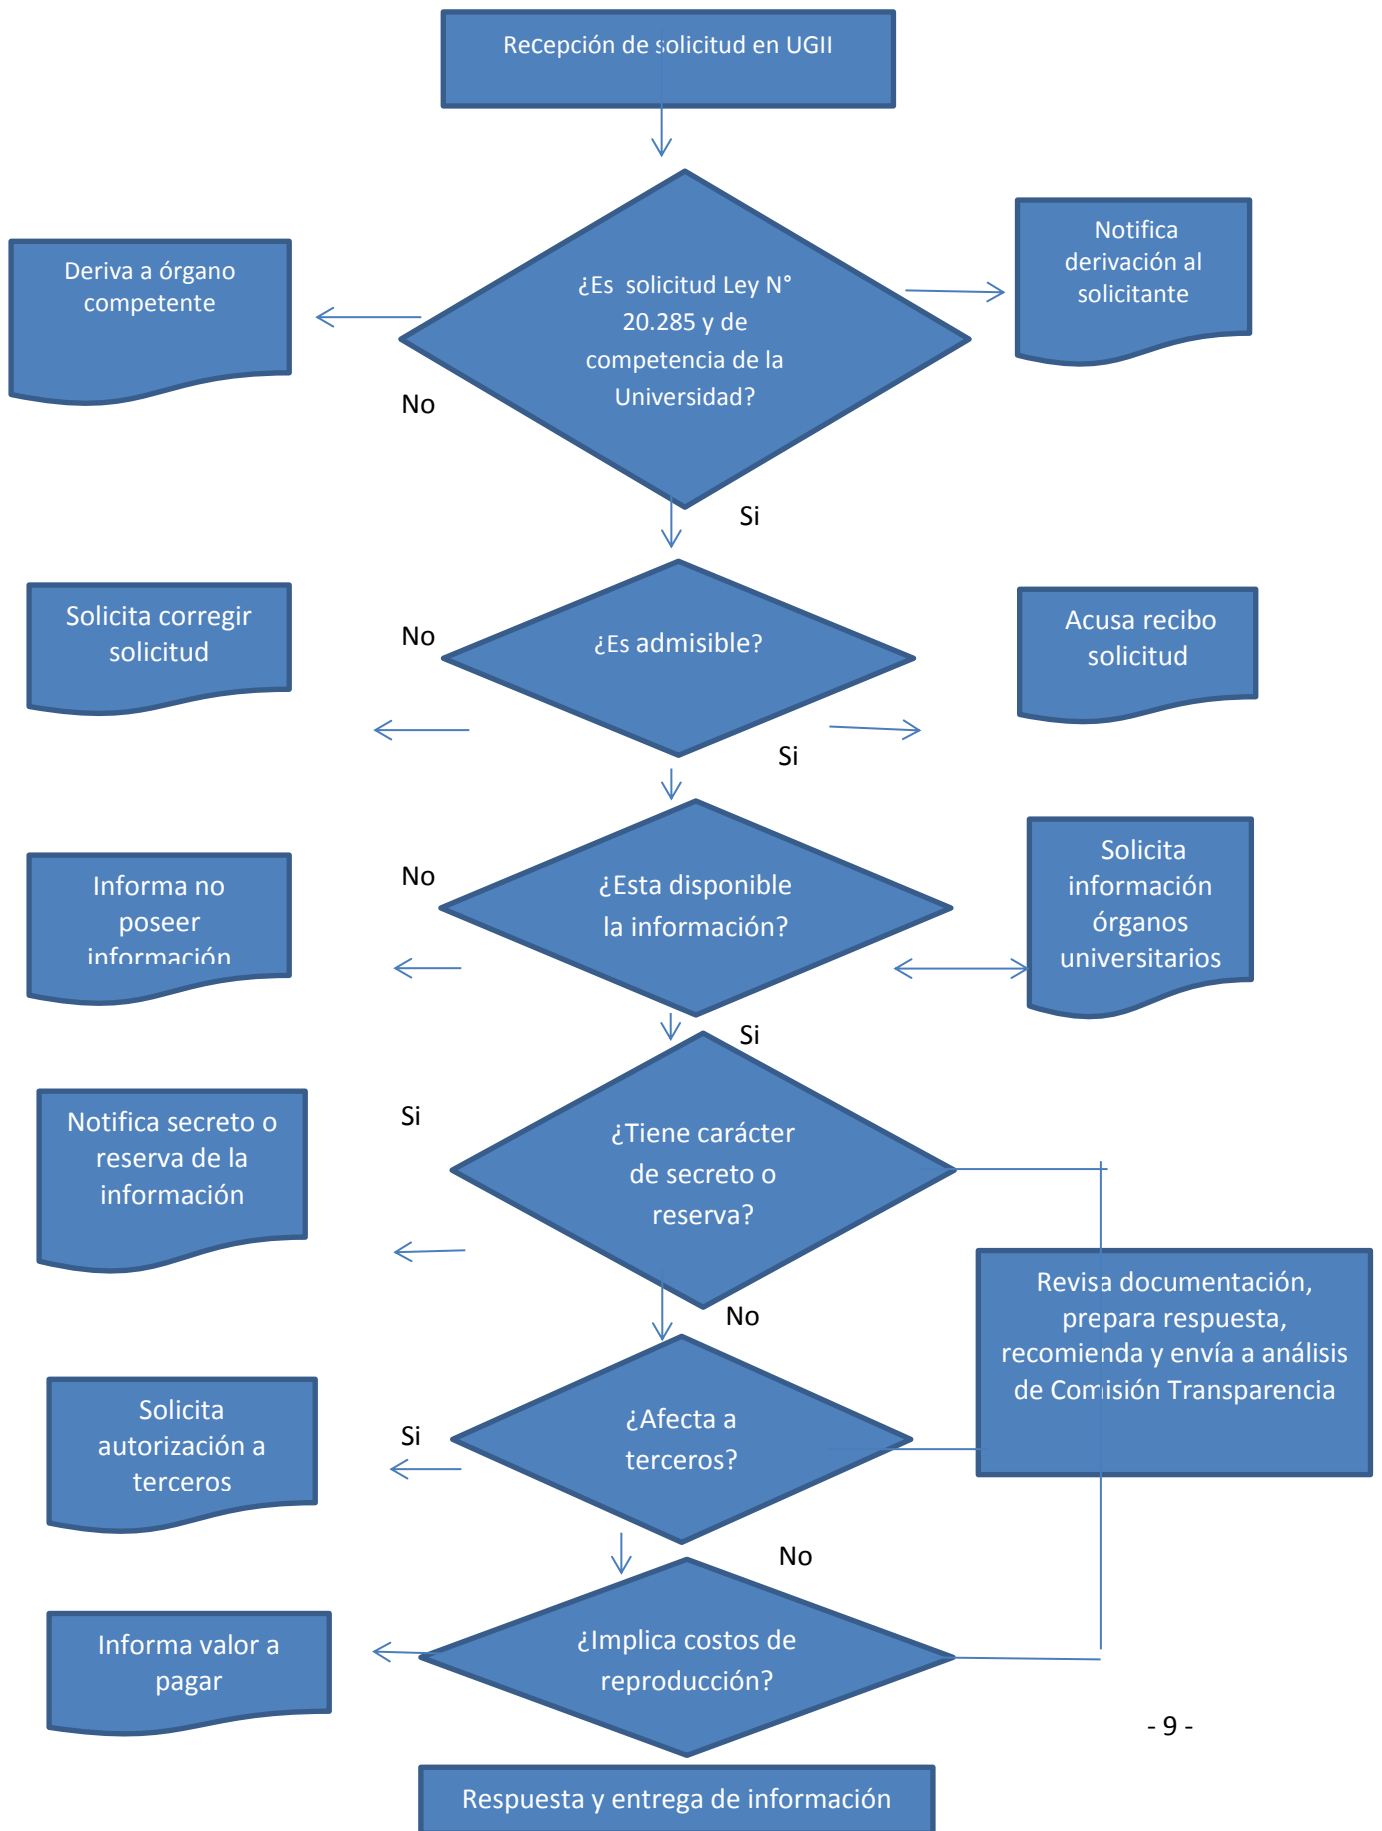 Recepción de solicitud en UGII
Deriva a órgano
competente
¿Es solicitud Ley N°
20.285 y de
competencia de la
Universidad?
Notifica
derivación al
solicitante
No
Si
Solicita corregir
solicitud
No
¿Es admisible?
Acusa recibo
solicitud
Si
Informa no
poseer
información
No
¿Esta disponible
la información?
Solicita
información
órganos
universitarios
Si
Notifica secreto o
reserva de la
información
Si
¿Tiene carácter
de secreto o
reserva?
No
Revisa documentación,
prepara respuesta,
recomienda y envía a análisis
de Comisión Transparencia
Solicita
autorización a
terceros
Si
¿Afecta a
terceros?
No
Informa valor a
pagar
¿Implica costos de
reproducción?
- 9 -
Respuesta y entrega de información